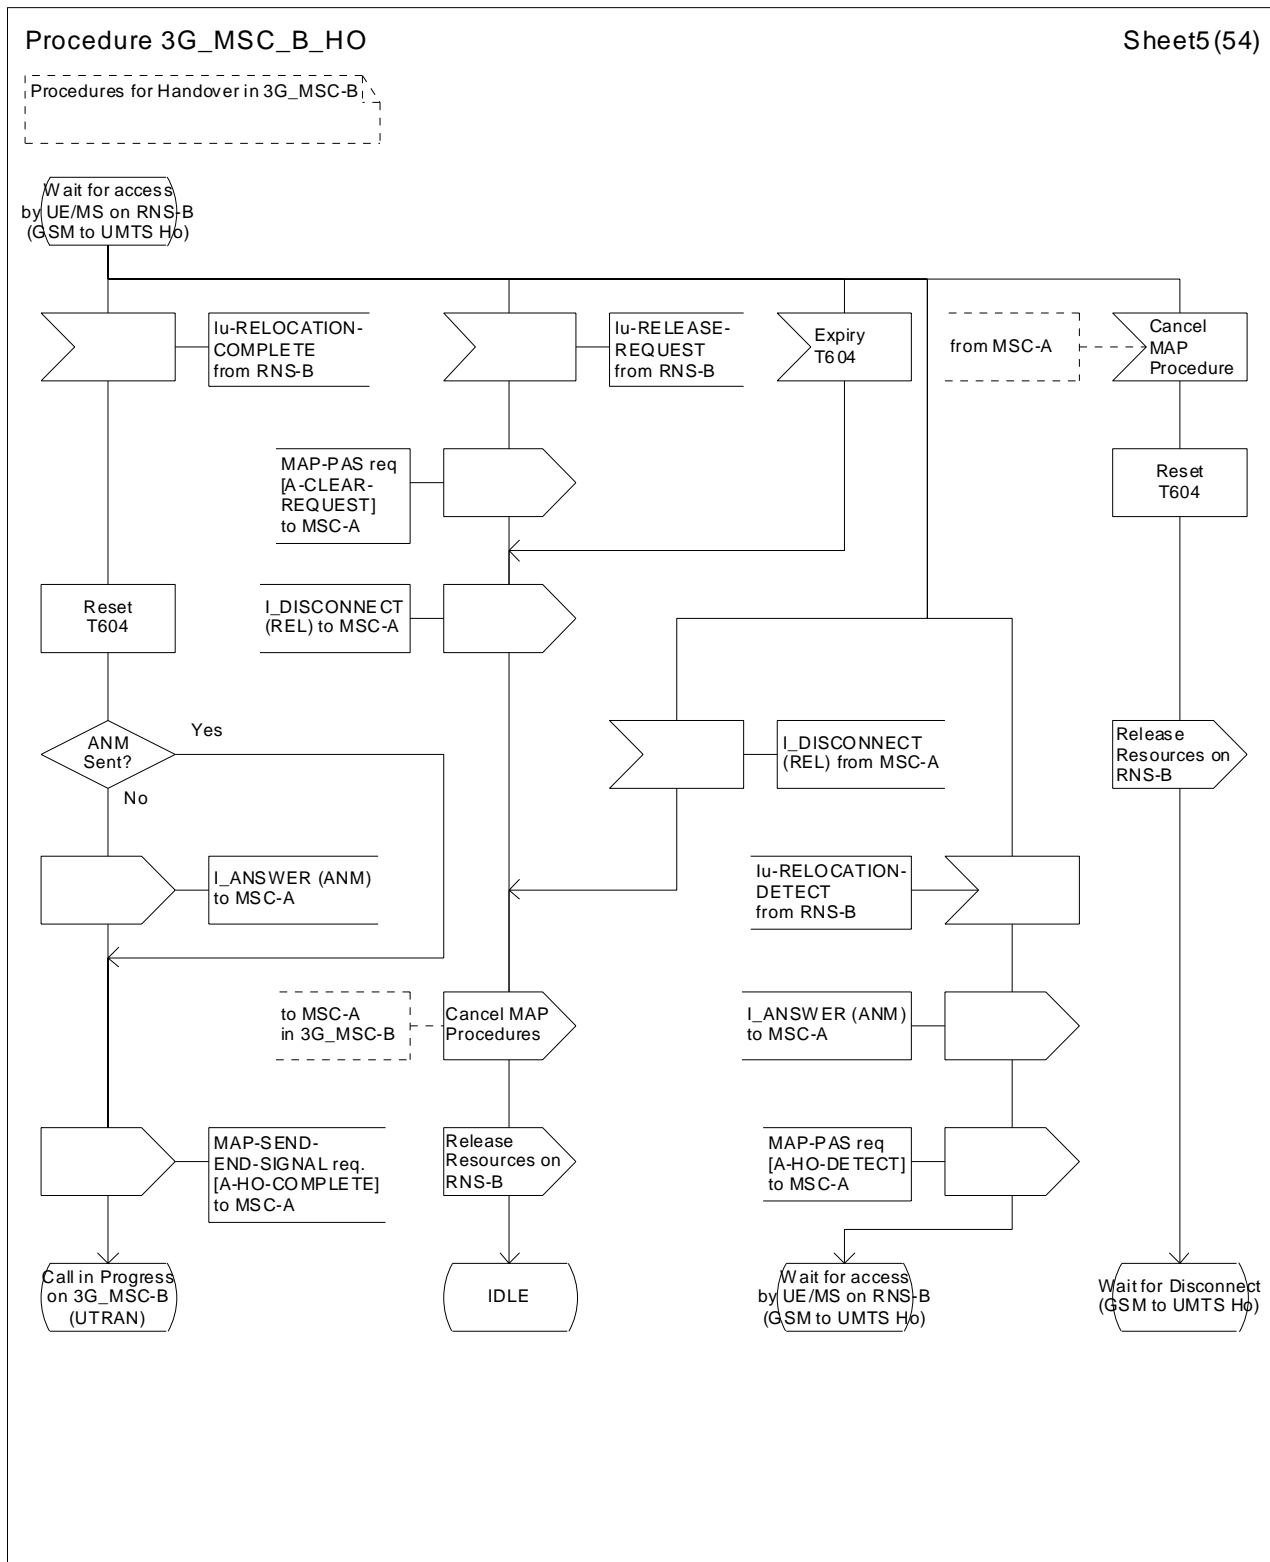 Procedure 3G_MSC_B_HO
Sheet5(54)
Procedures for Handover in 3G_MSC-B
Wait for access
by UE/MS on RNS-B
(GSM to UMTS Ho)
Iu-RELOCATION-
COMPLETE
from RNS-B
Iu-RELEASE-
REQUEST
from RNS-B
Expiry
T604
from MSC-A
Cancel
MAP
Procedure
MAP-PAS req
[A-CLEAR-
REQUEST]
to MSC-A
Reset
T604
Reset
T604
I_DISCONNECT
(REL) to MSC-A
ANM
Sent?
Yes
No
I_DISCONNECT
(REL) from MSC-A
Release
Resources on
RNS-B
I_ANSWER (ANM)
to MSC-A
Iu-RELOCATION-
DETECT
from RNS-B
to MSC-A
in 3G_MSC-B
Cancel MAP
Procedures
I_ANSWER (ANM)
to MSC-A
MAP-SEND-
END-SIGNAL req.
[A-HO-COMPLETE]
to MSC-A
Release
Resources on
RNS-B
MAP-PAS req
[A-HO-DETECT]
to MSC-A
Call in Progress
on 3G_MSC-B
(UTRAN)
IDLE
Wait for access
by UE/MS on RNS-B
(GSM to UMTS Ho)
Wait for Disconnect
(GSM to UMTS Ho)